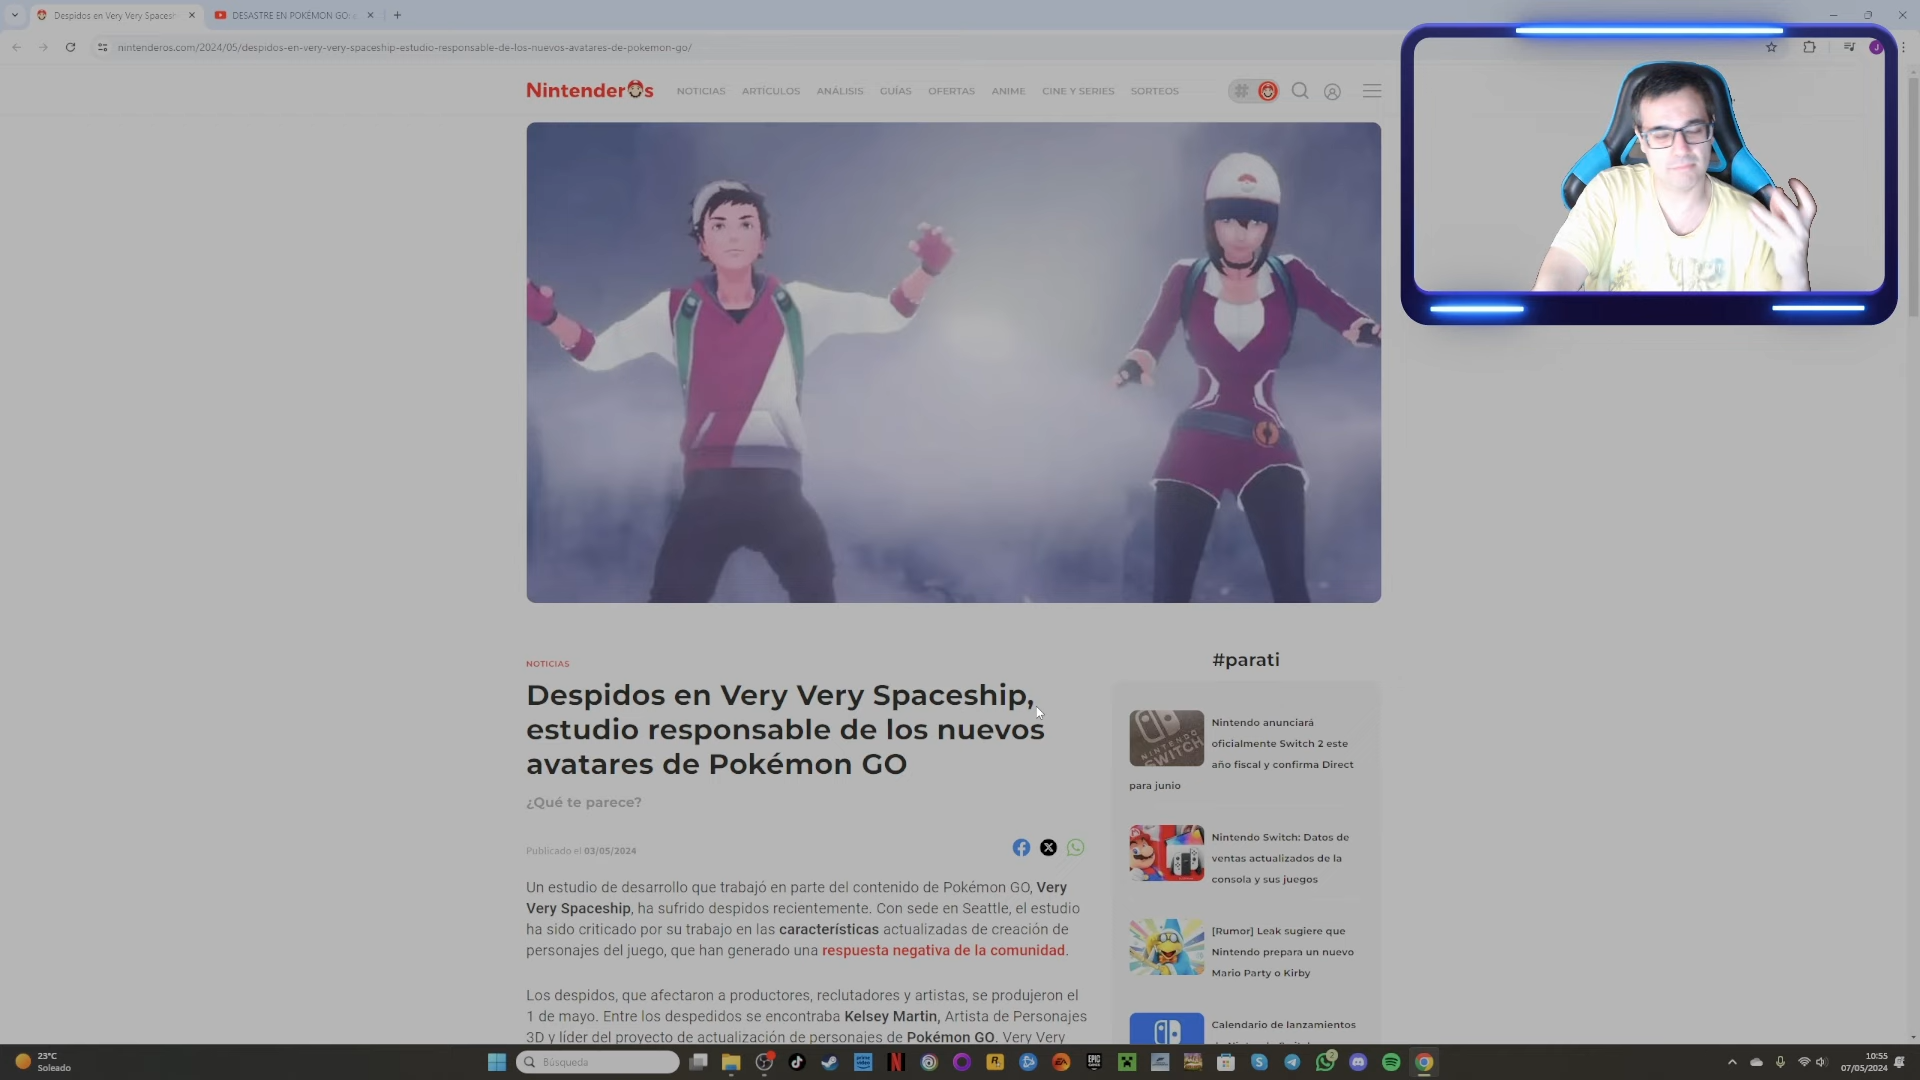 Despidos en Very Very Spacesh
DESASTRE EN POKÉMON GO:
nintenderos.com/2024/05/despidos-en-very-very-spaceship-estudio-responsable-de-los-nuevos-avatares-de-pokemon-go/
Nintenderos
NOTICIAS
ARTÍCULOS
ANÁLISIS
GUÍAS
OFERTAS
ANIME
CINE Y SERIES
SORTEOS
NOTICIAS
Despidos en Very Very Spaceship,
estudio responsable de los nuevos
avatares de Pokémon GO
¿Qué te parece?
Publicado el 03/05/2024
Un estudio de desarrollo que trabajó en parte del contenido de Pokémon GO, Very
Very Spaceship, ha sufrido despidos recientemente. Con sede en Seattle, el estudio
ha sido criticado por su trabajo en las características actualizadas de creación de
personajes del juego, que han generado una respuesta negativa de la comunidad.
Los despidos, que afectaron a productores, reclutadores y artistas, se produjeron el
1 de mayo. Entre los despedidos se encontraba Kelsey Martin, Artista de Personajes
3D y líder del proyecto de actualización de personajes de Pokémon GO. Very Very
#parati
NINTENDO
SWITCH
Nintendo anunciará
oficialmente Switch 2 este
año fiscal y confirma Direct
para junio
Nintendo Switch: Datos de
ventas actualizados de la
consola y sus juegos
[Rumor] Leak sugiere que
Nintendo prepara un nuevo
Mario Party o Kirby
Calendario de lanzamientos
23°C
Soleado
Búsqueda
10:55
07/05/2024